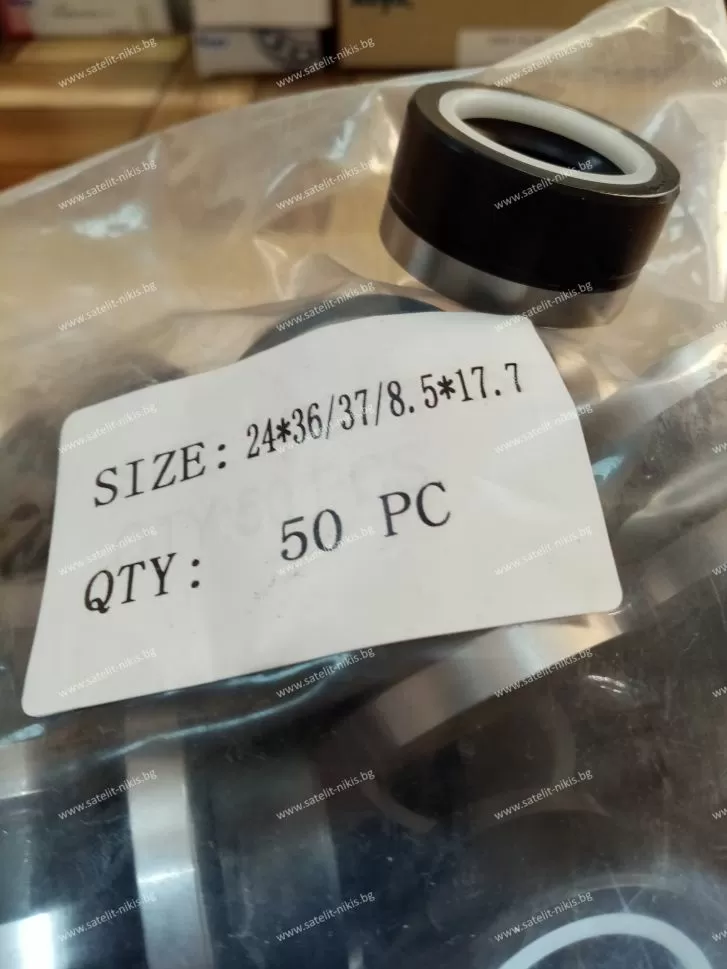 SIZE: 24*36/37/8.5*17.7
QTY: 50 PC
www.satelit-nikis.bg